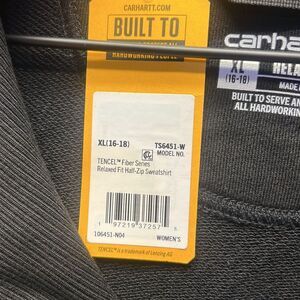 CARHARTT.COM
BUILT TO
HARDWORKING PEOPLE
XL(16-18)
TS6451-W
MODEL NO.
TENCEL™ Fiber Series
Relaxed Fit Half-Zip Sweatshirt
1 97219 37257 5
106451-N04
WOMEN'S
TENCEL™ is a trademark of Lenzing AG
carha
XL
(16-18)
RELA
MADE
BUILT TO SERVE AN
ALL HARDWORKIN